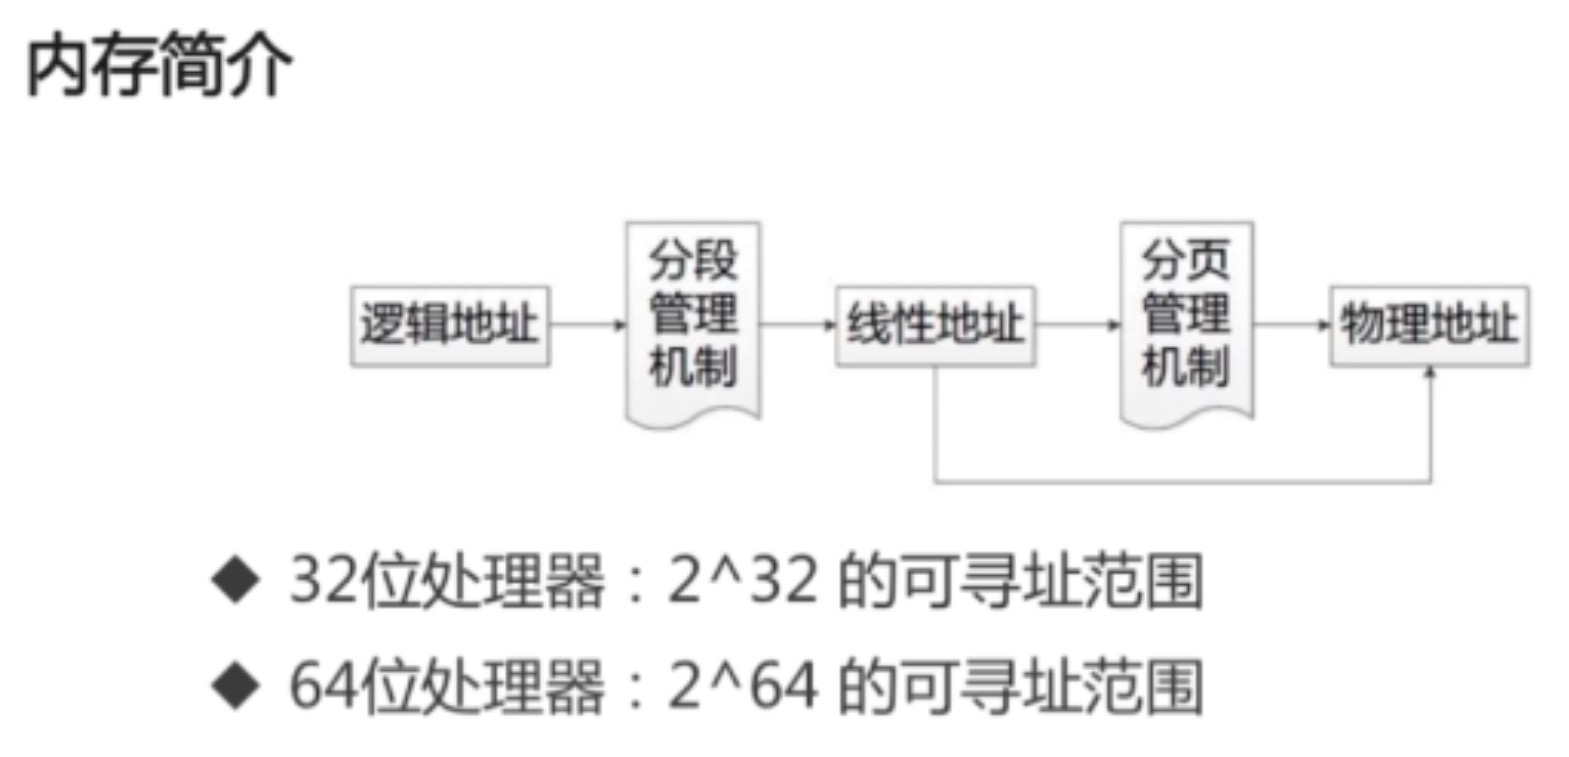 内存简介
逻辑地址
分段
管理
机制
线性地址
分页
管理
机制
物理地址
32位处理器：2^32 的可寻址范围
64位处理器：2^64 的可寻址范围